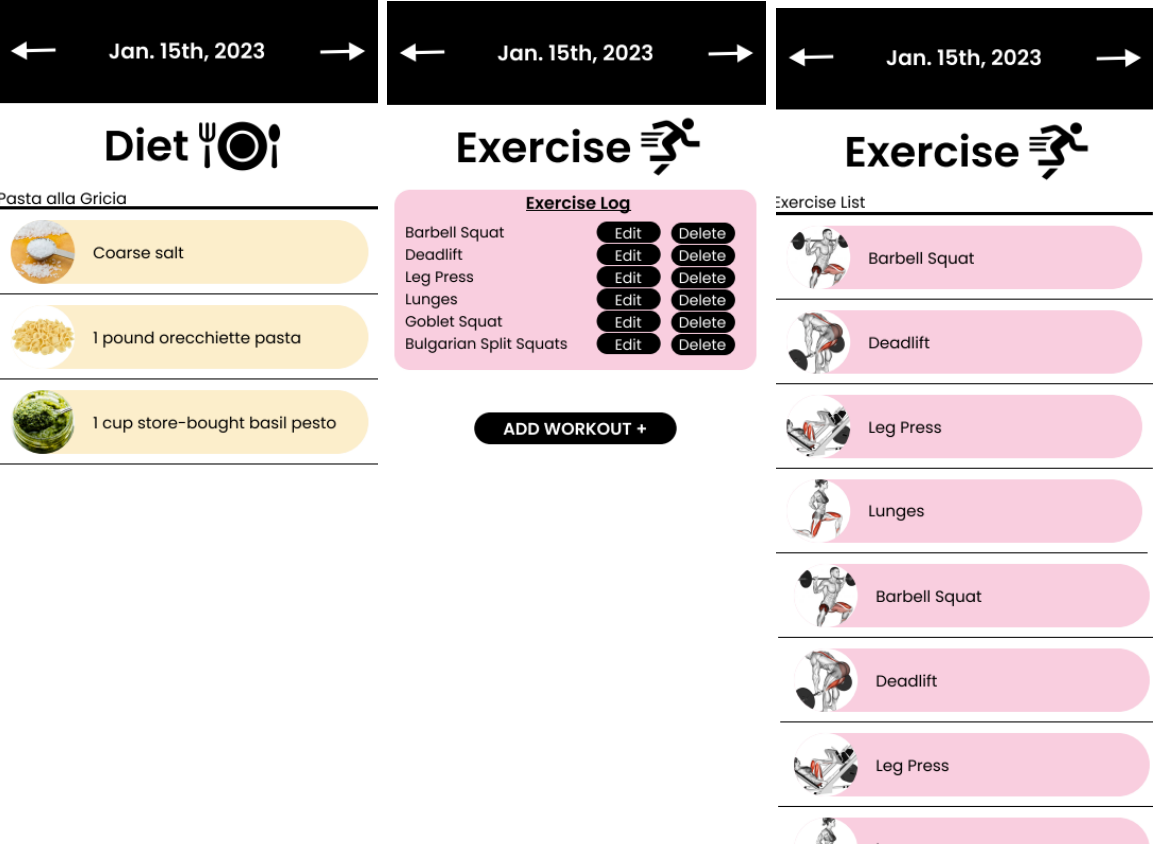 Jan. 15th, 2023
Diet
Pasta alla Gricia
Coarse salt
1 pound orecchiette pasta
1 cup store-bought basil pesto
Jan. 15th, 2023
Exercise
Exercise Log
Barbell Squat Edit Delete
Deadlift Edit Delete
Leg Press Edit Delete
Lunges Edit Delete
Goblet Squat Edit Delete
Bulgarian Split Squats Edit Delete
ADD WORKOUT +
Jan. 15th, 2023
Exercise
Exercise List
Barbell Squat
Deadlift
Leg Press
Lunges
Barbell Squat
Deadlift
Leg Press